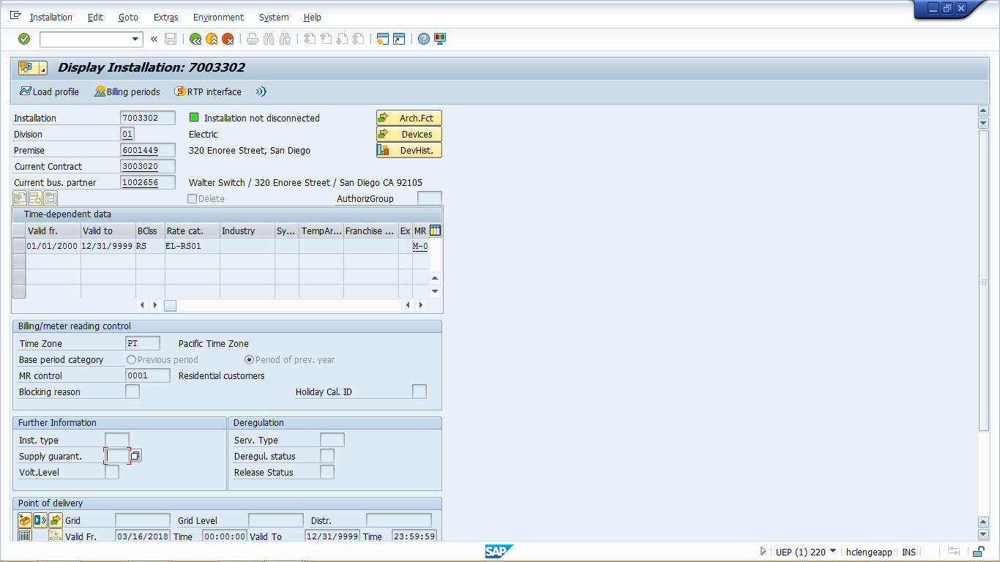 Installation Edit Goto Extras Environment System Help
Display Installation: 7003302
Load profile Billing periods RTP interface
Installation 7003302 Installation not disconnected Arch.Fct
Division 01 Electric Devices
Premise 6001449 320 Enoree Street, San Diego DevHist.
Current Contract 3003020
Current bus. partner 1002656 Walter Switch / 320 Enoree Street / San Diego CA 92105
Delete AuthorizGroup
Time-dependent data
Valid fr. Valid to BClss Rate cat. Industry Sy... TempAr... Franchise ... Ex MR
01/01/2000 12/31/9999 RS EL-RS01 M-0
Billing/meter reading control
Time Zone PT Pacific Time Zone
Base period category Previous period Period of prev. year
MR control 0001 Residential customers
Blocking reason Holiday Cal. ID
Further Information Deregulation
Inst. type Serv. Type
Supply guarant. Deregul. status
Volt.Level Release Status
Point of delivery
Grid Grid Level Distr.
Valid Fr. 03/16/2018 Time 00:00:00 Valid To 12/31/9999 Time 23:59:59
SAP UEP (1) 220 hclengeapp INS